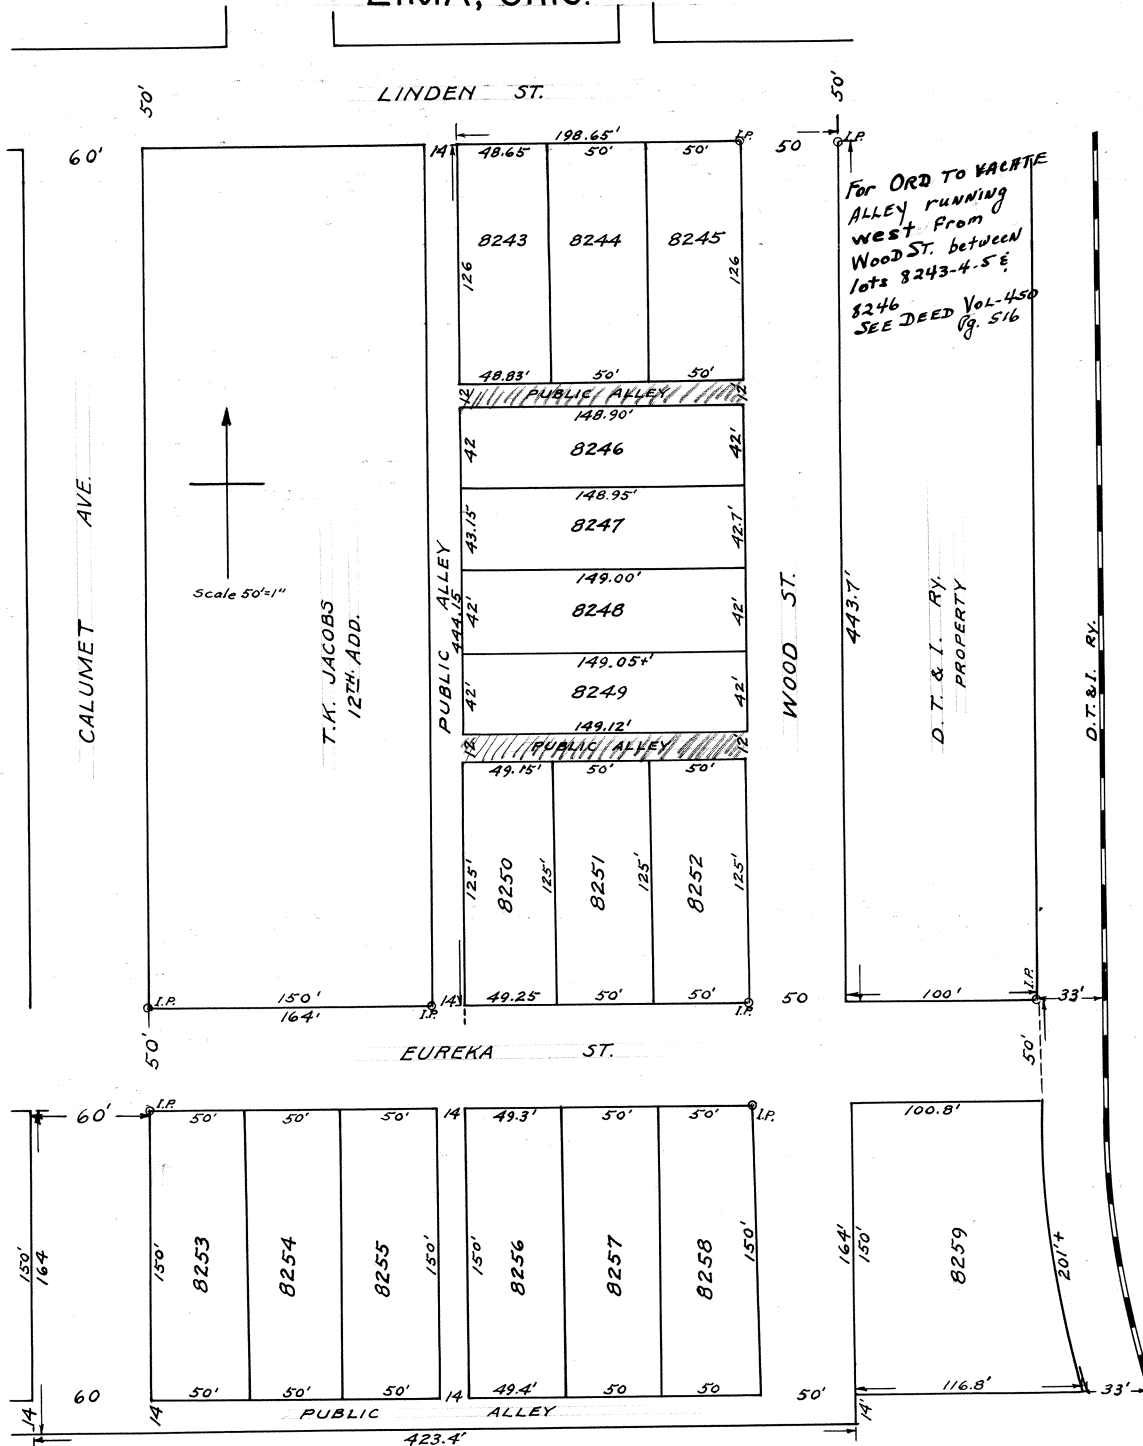 LINDEN ST.
50'
50'
60'
14'
198.65'
I.P.
50
I.P.
48.65 50' 50'
For ORD TO VACATE
ALLEY running
west From
Wood ST. between
lots 8243-4-5 &
8246
SEE DEED VOL-450
Pg. 516
8243 8244 8245
126 126
48.83' 50' 50'
12 PUBLIC ALLEY 12
148.90'
42 8246 42'
148.95'
43.15 8247 42.7'
149.00'
42' 8248 42'
149.05+'
42' 8249 42'
149.12'
12' PUBLIC ALLEY 12'
49.15' 50' 50'
CALUMET AVE.
Scale 50'=1"
T.K. JACOBS
12TH. ADD.
PUBLIC ALLEY
444.15
WOOD ST.
443.7'
D.T. & I. RY.
PROPERTY
D.T.&I. RY.
125' 8250 125' 8251 125' 8252 125'
I.P. 150' I.P.
164'
14' 49.25 50' 50' I.P.
50 100' I.P. 33'
50' EUREKA ST. 50'
60' I.P. 50' 50' 50' 14 49.3' 50' 50' I.P. 100.8'
150' 164 150' 8253 8254 8255 150' 150' 8256 8257 8258 150' 164' 150' 8259 201'+
60 50' 50' 50' 14 49.4' 50 50 50' 116.8' 33'
14 14 PUBLIC ALLEY 14'
423.4'